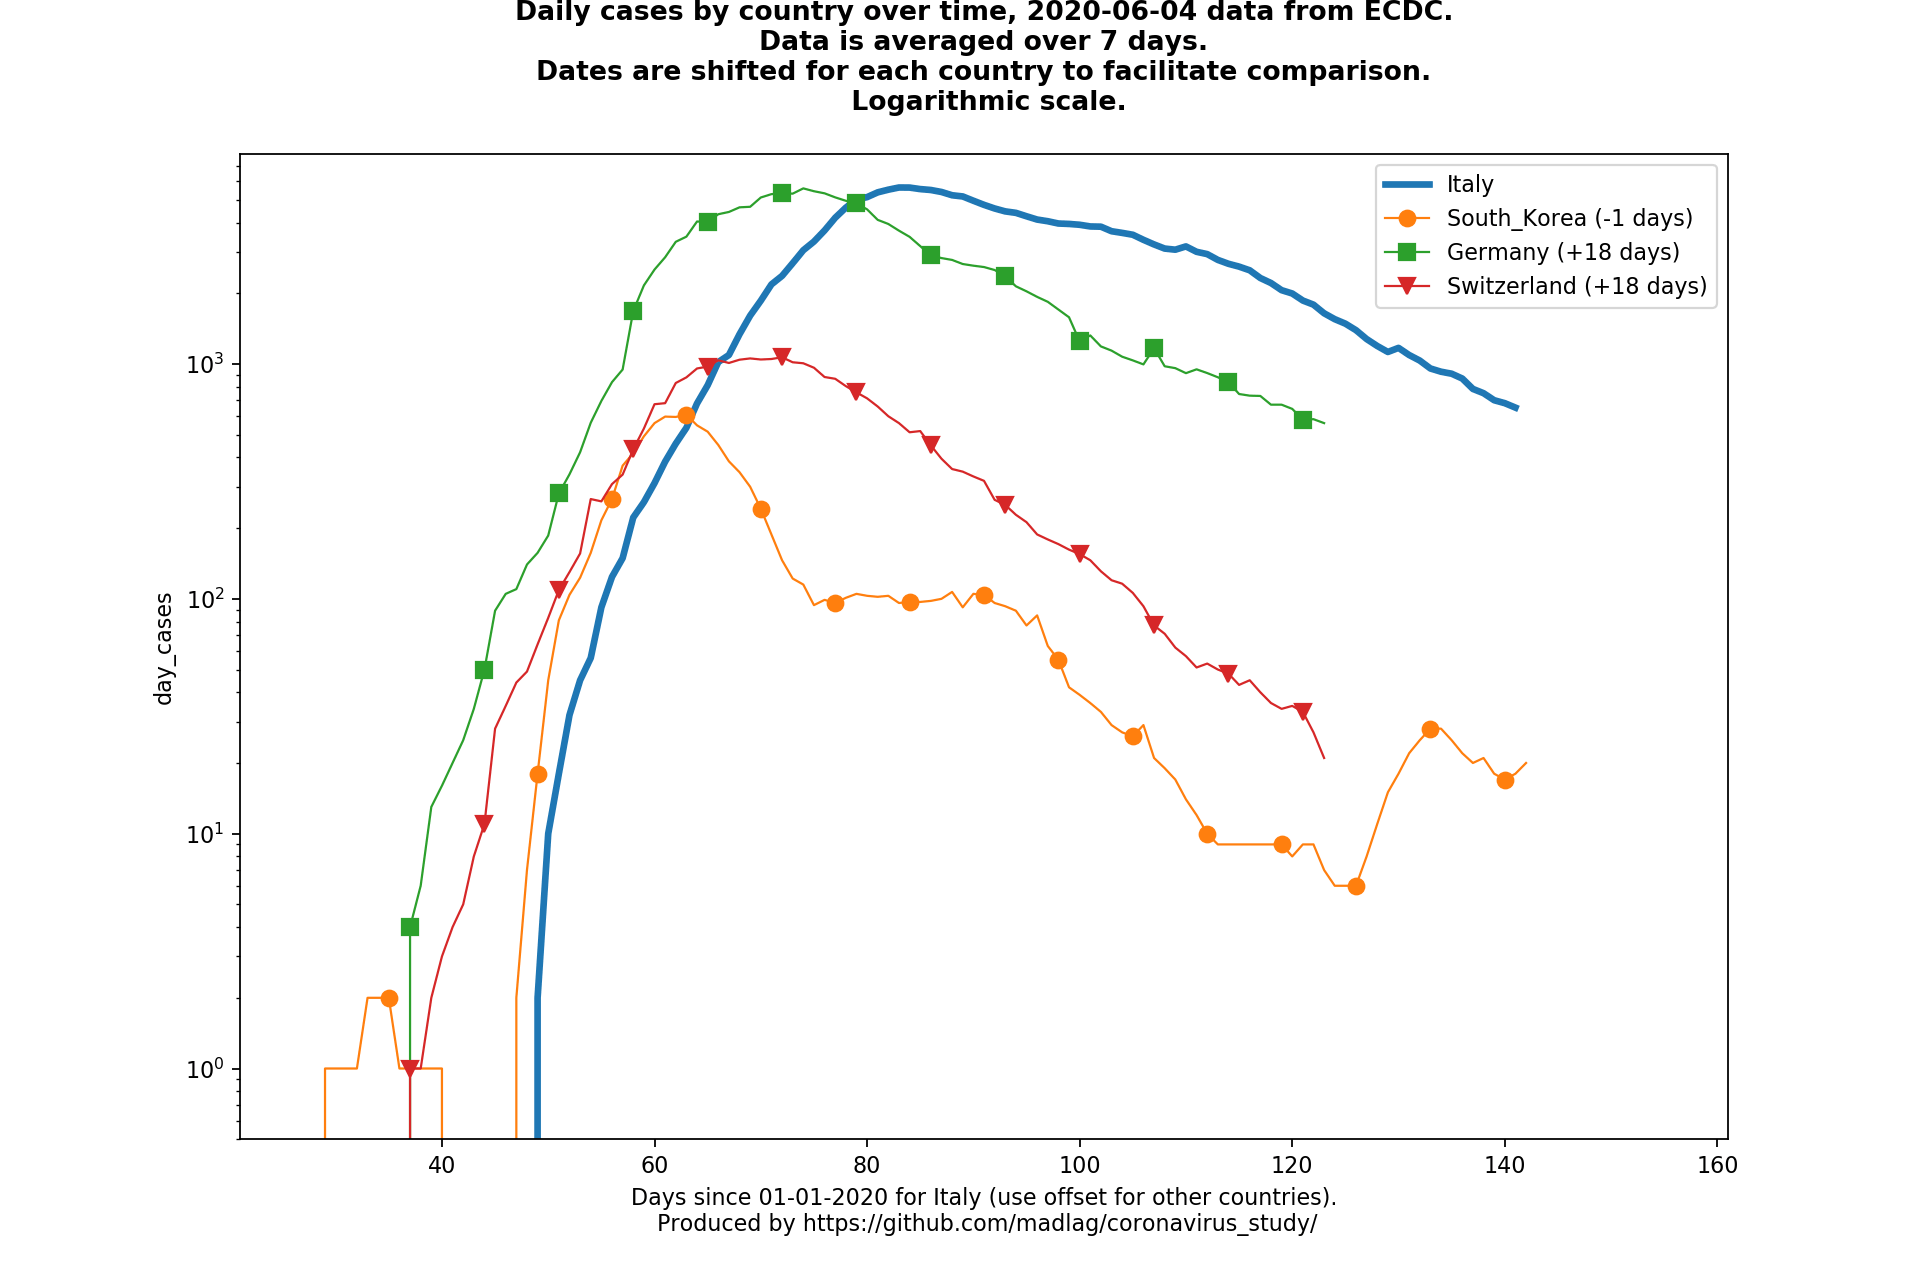 Daily cases by country over time, 2020-06-04 data from ECDC.
Data is averaged over 7 days.
Dates are shifted for each country to facilitate comparison.
Logarithmic scale.
Italy
South_Korea (-1 days)
Germany (+18 days)
Switzerland (+18 days)
day_cases
10³
10²
10¹
10⁰
40 60 80 100 120 140 160
Days since 01-01-2020 for Italy (use offset for other countries).
Produced by https://github.com/madlag/coronavirus_study/